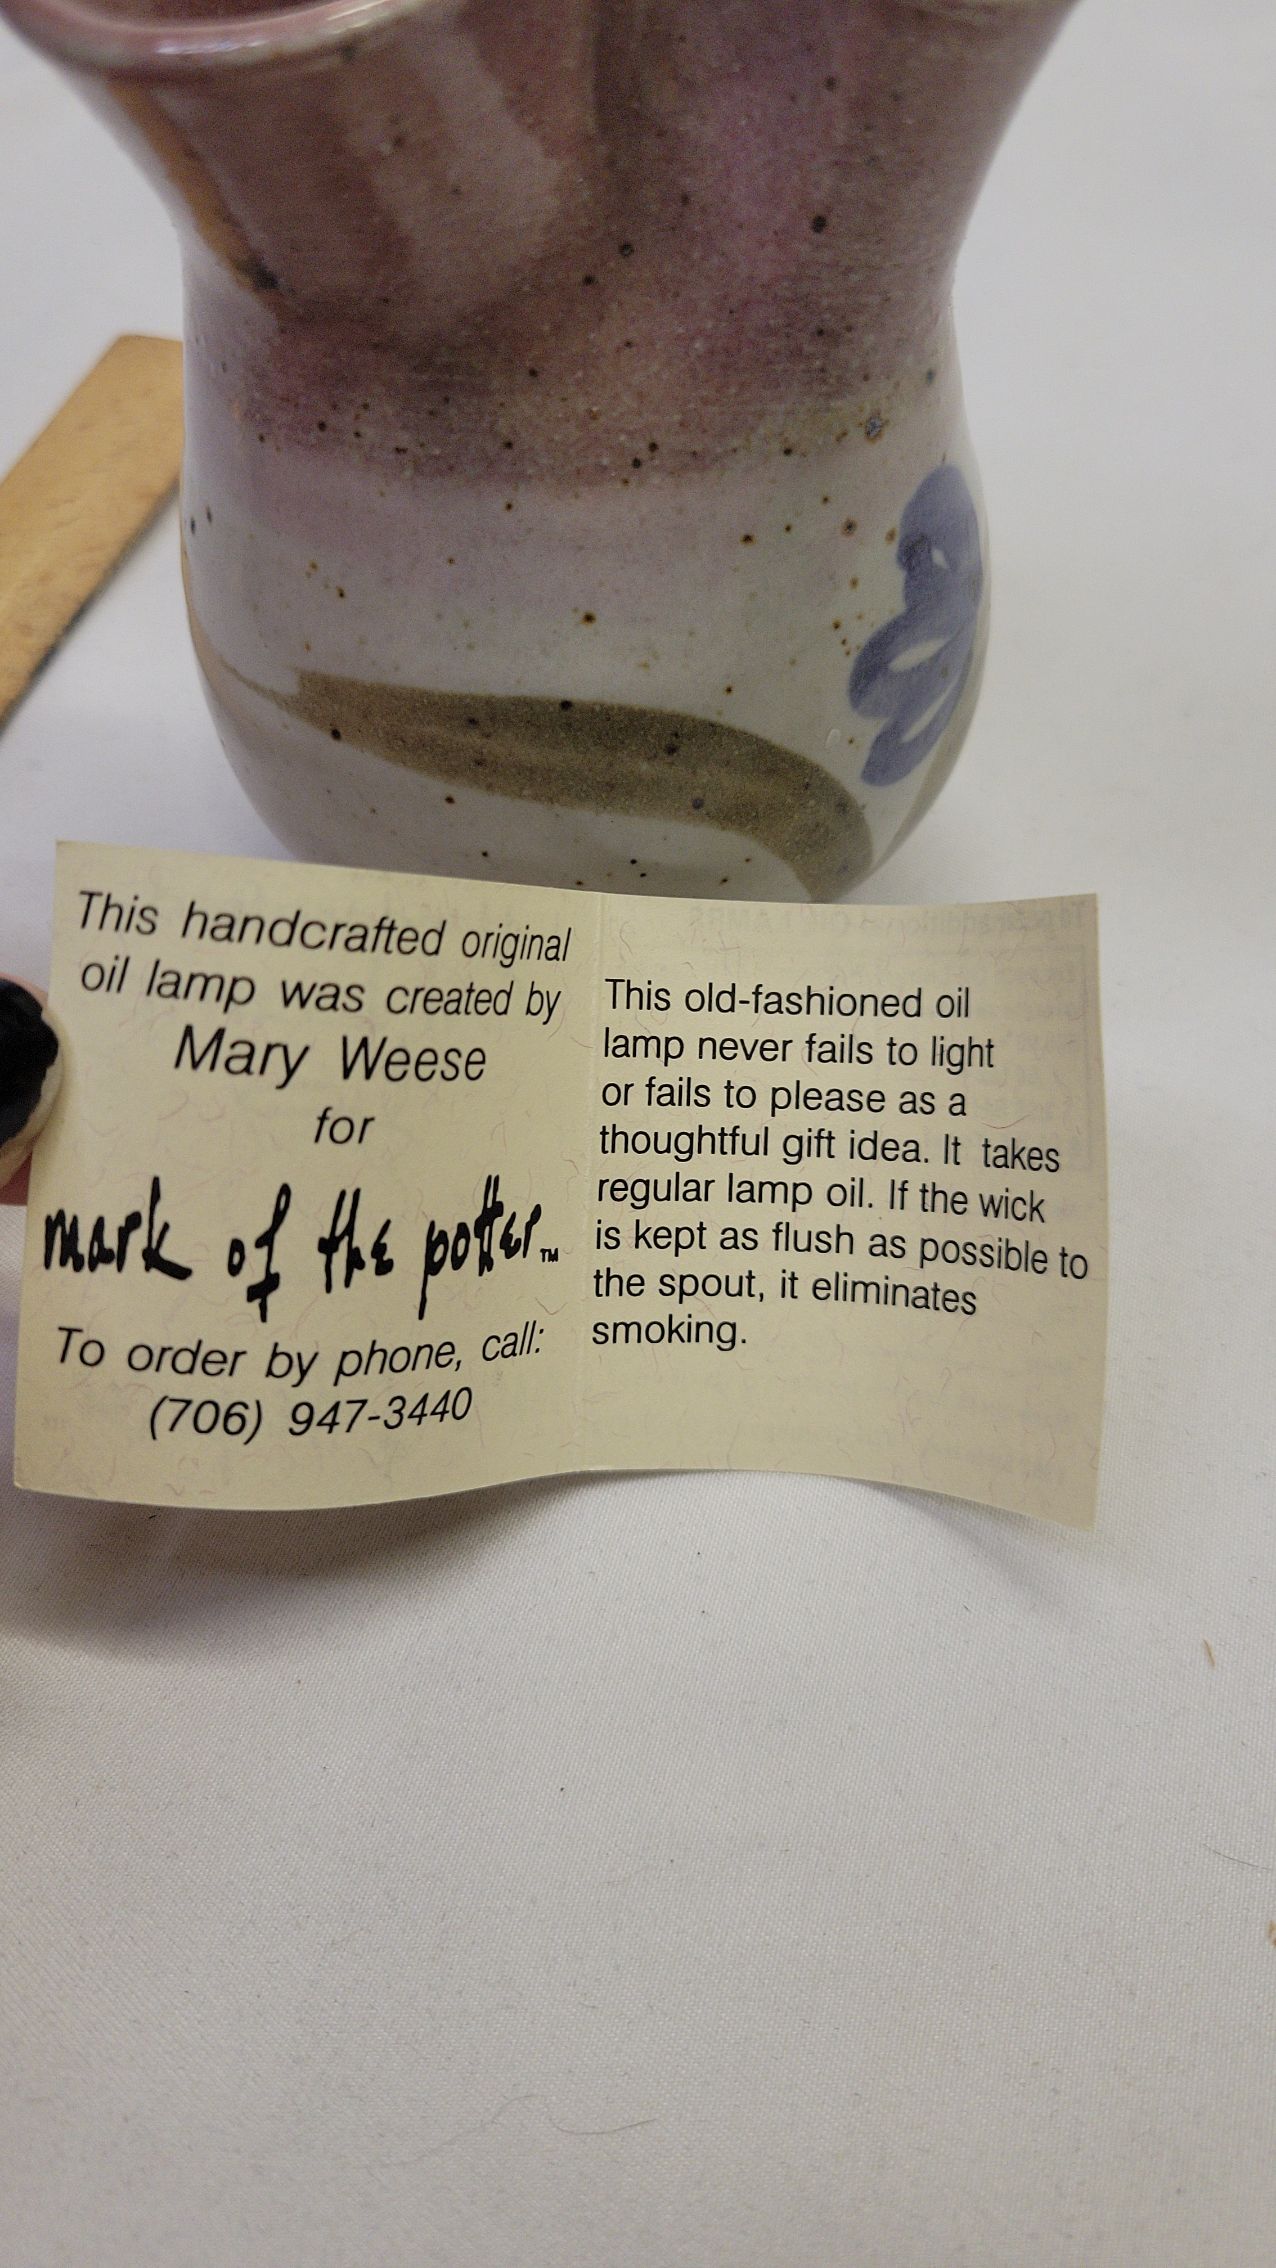 This handcrafted original
oil lamp was created by
Mary Weese
for
mark of the potter™
To order by phone, call:
(706) 947-3440
This old-fashioned oil
lamp never fails to light
or fails to please as a
thoughtful gift idea. It takes
regular lamp oil. If the wick
is kept as flush as possible to
the spout, it eliminates
smoking.